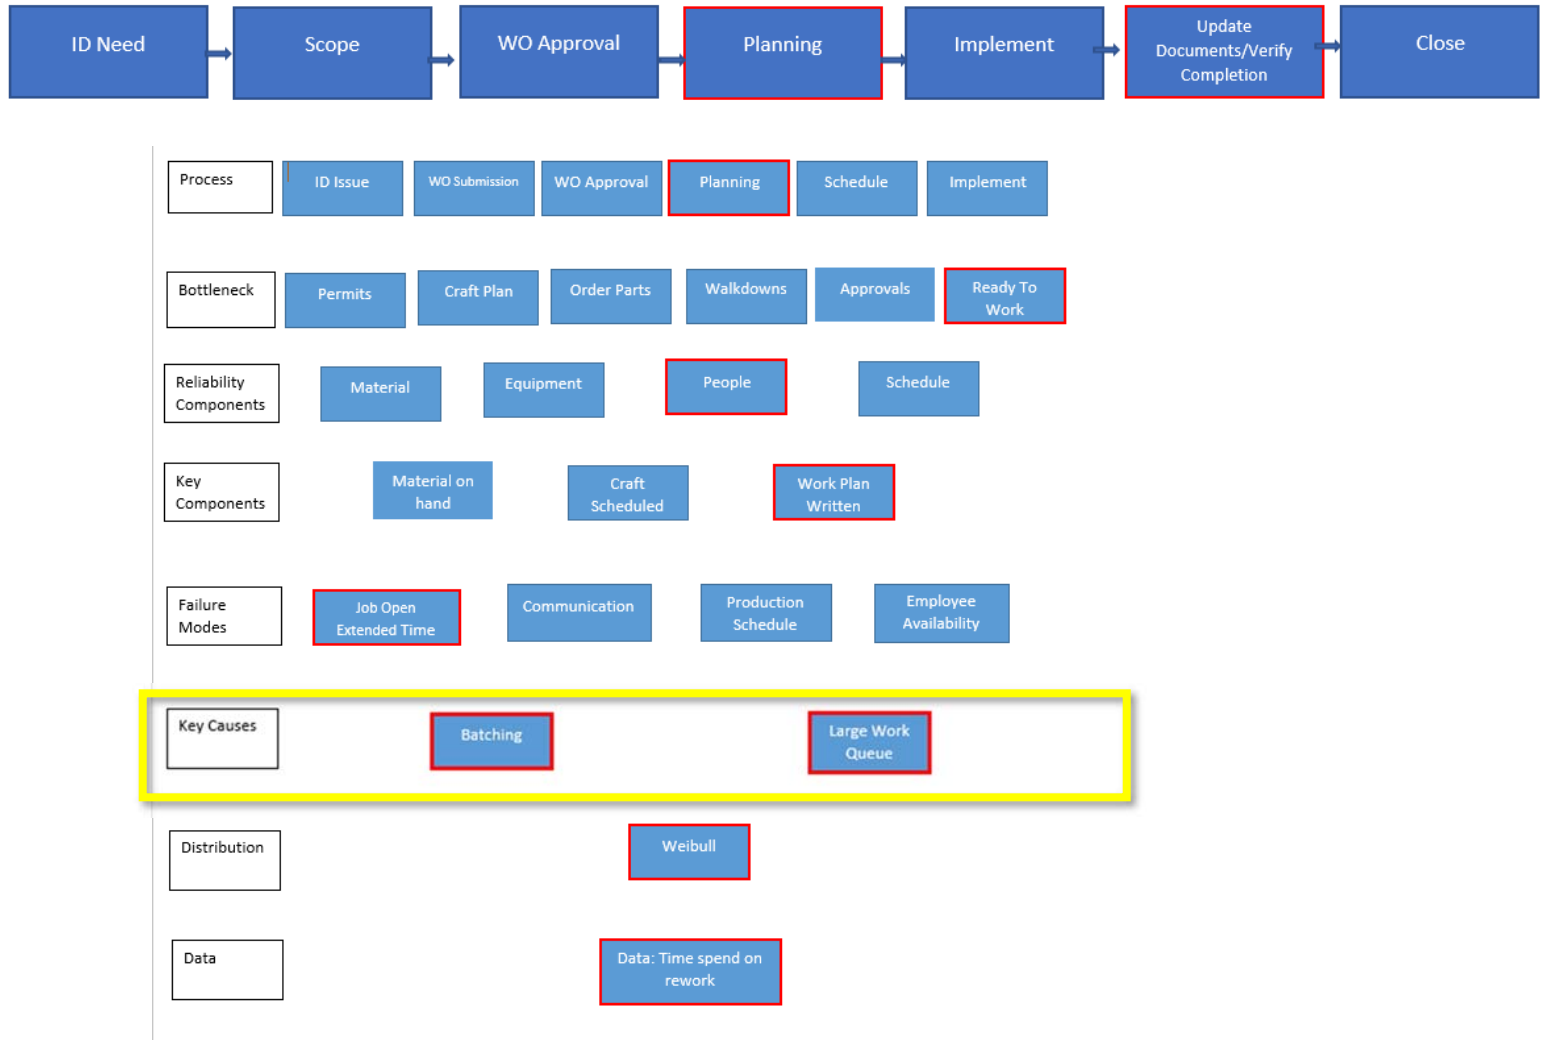 ID Need
Scope
WO Approval
Planning
Implement
Update
Documents/Verify
Completion
Close
Process
ID Issue
WO Submission
WO Approval
Planning
Schedule
Implement
Bottleneck
Permits
Craft Plan
Order Parts
Walkdowns
Approvals
Ready To
Work
Reliability
Components
Material
Equipment
People
Schedule
Key
Components
Material on
hand
Craft
Scheduled
Work Plan
Written
Failure
Modes
Job Open
Extended Time
Communication
Production
Schedule
Employee
Availability
Key Causes
Batching
Large Work
Queue
Distribution
Weibull
Data
Data: Time spend on
rework